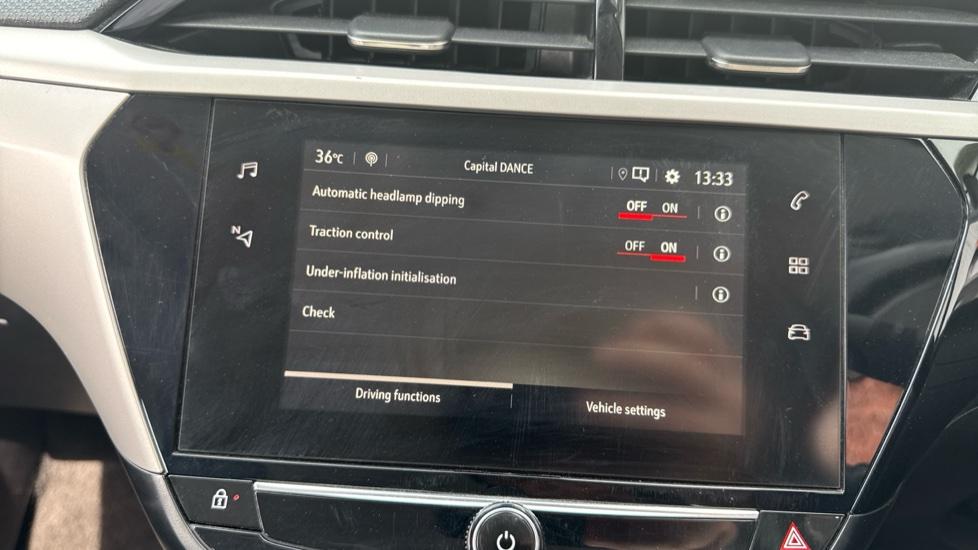 36°C
Capital DANCE
13:33
Automatic headlamp dipping
OFF ON
Traction control
OFF ON
Under-inflation initialisation
Check
Driving functions
Vehicle settings
N